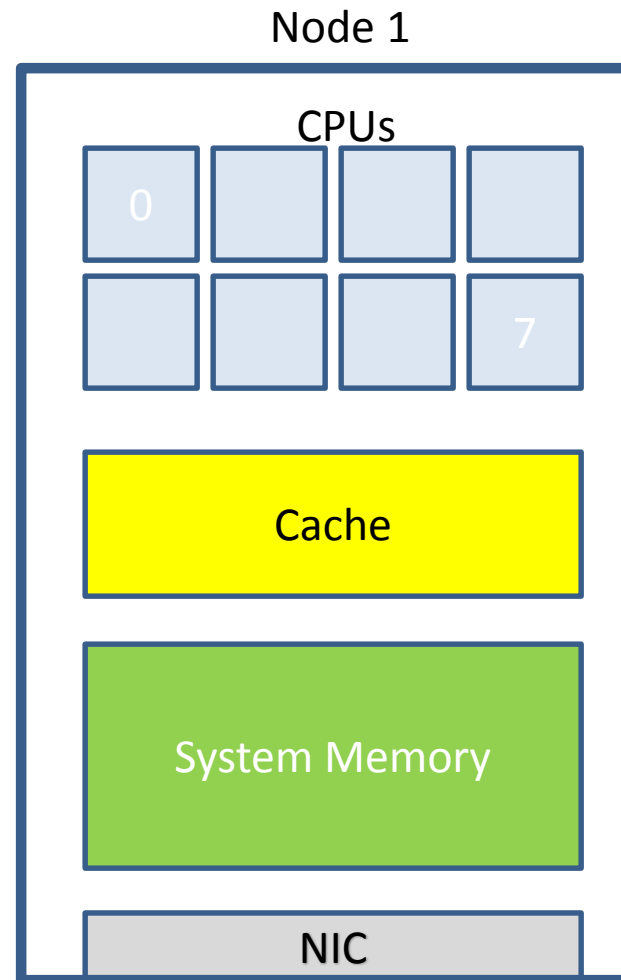 Node 1
CPUs
0
7
Cache
System Memory
NIC